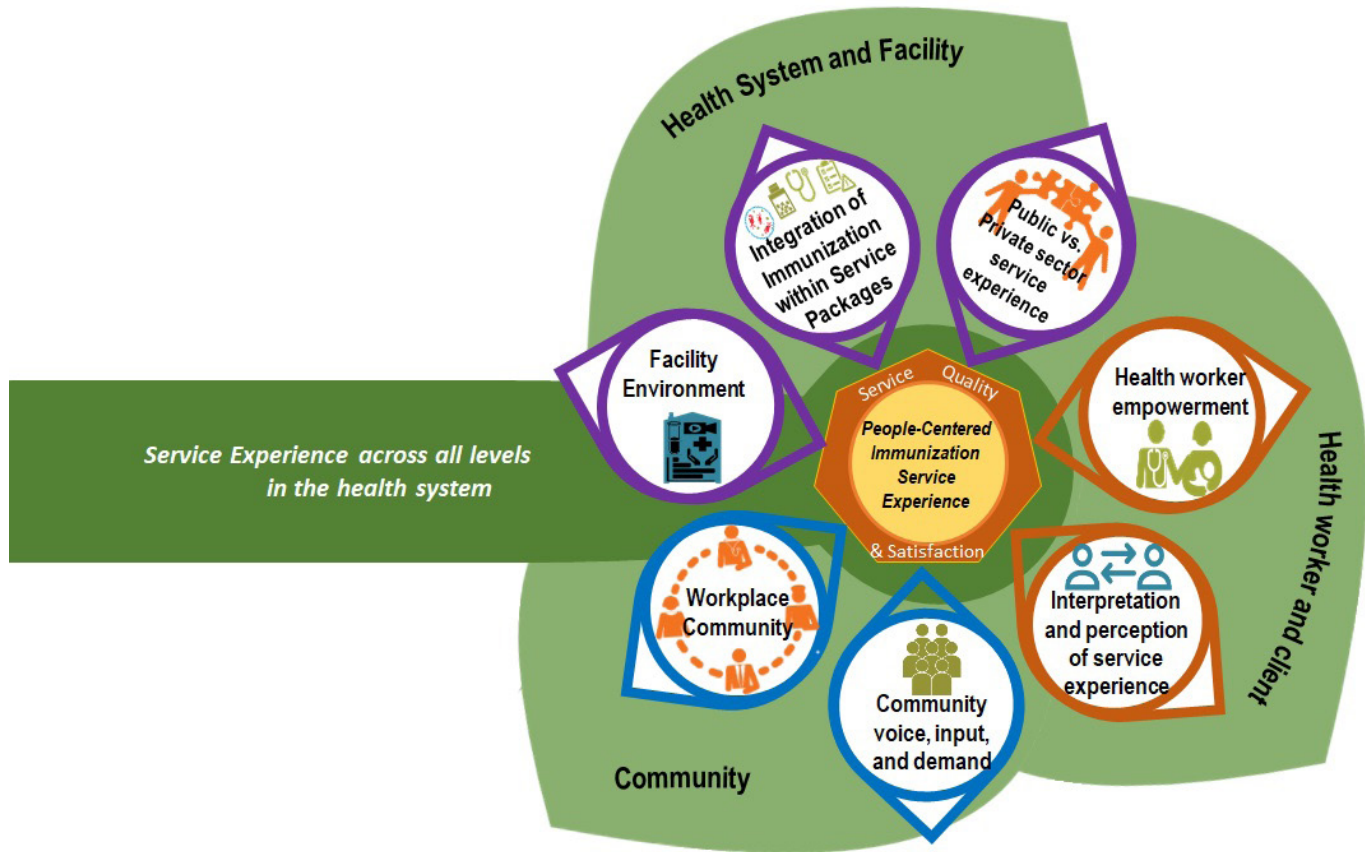 Health System and Facility
Integration of
Immunization
within Service
Packages
Public vs.
Private sector
service
experience
Facility
Environment
Service Quality
& Satisfaction
People-Centered
Immunization
Service
Experience
Health worker
empowerment
Health worker and client
Service Experience across all levels
in the health system
Workplace
Community
Interpretation
and perception
of service
experience
Community
voice, input,
and demand
Community